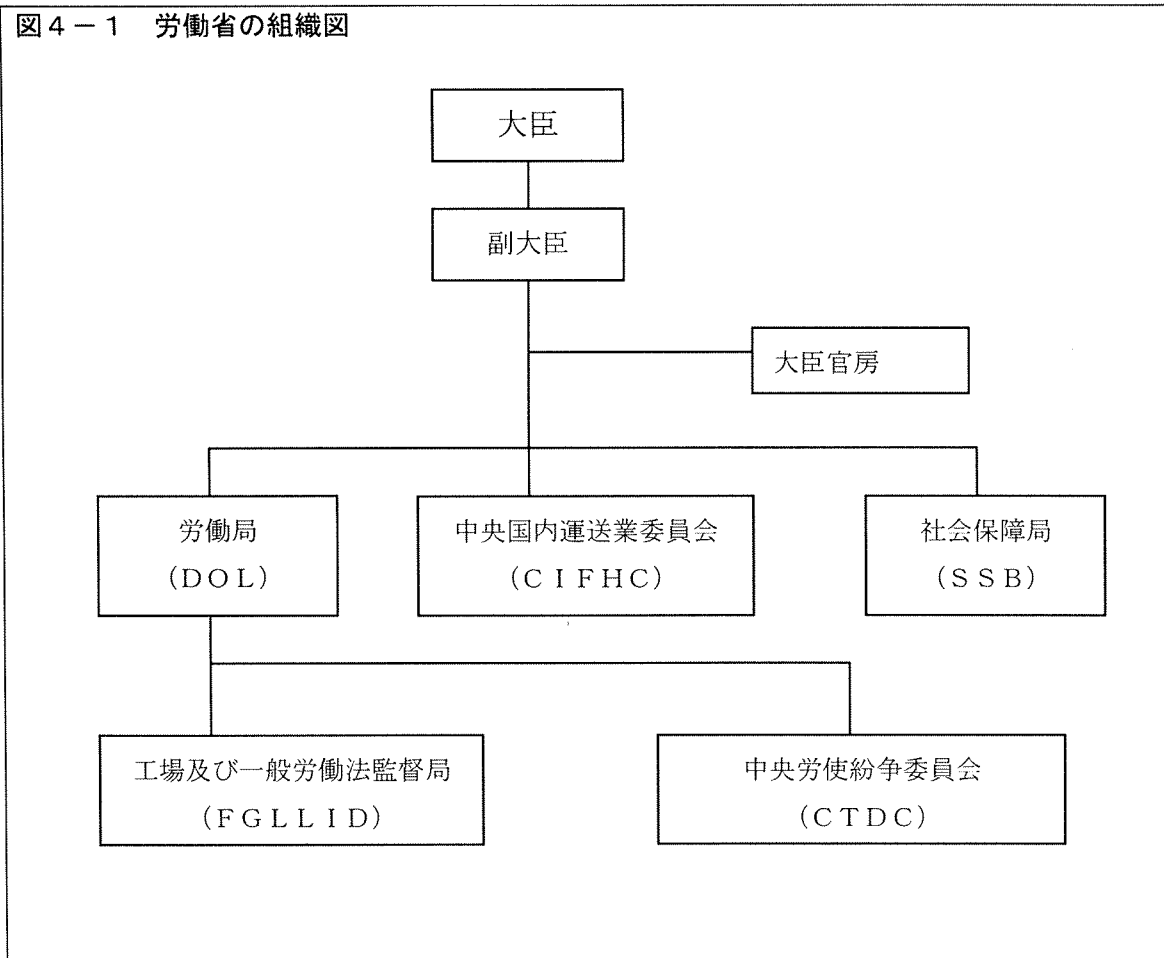 図４－１　労働省の組織図
大臣
副大臣
大臣官房
労働局
（ＤＯＬ）
中央国内運送業委員会
（ＣＩＦＨＣ）
社会保障局
（ＳＳＢ）
工場及び一般労働法監督局
（ＦＧＬＬＩＤ）
中央労使紛争委員会
（ＣＴＤＣ）